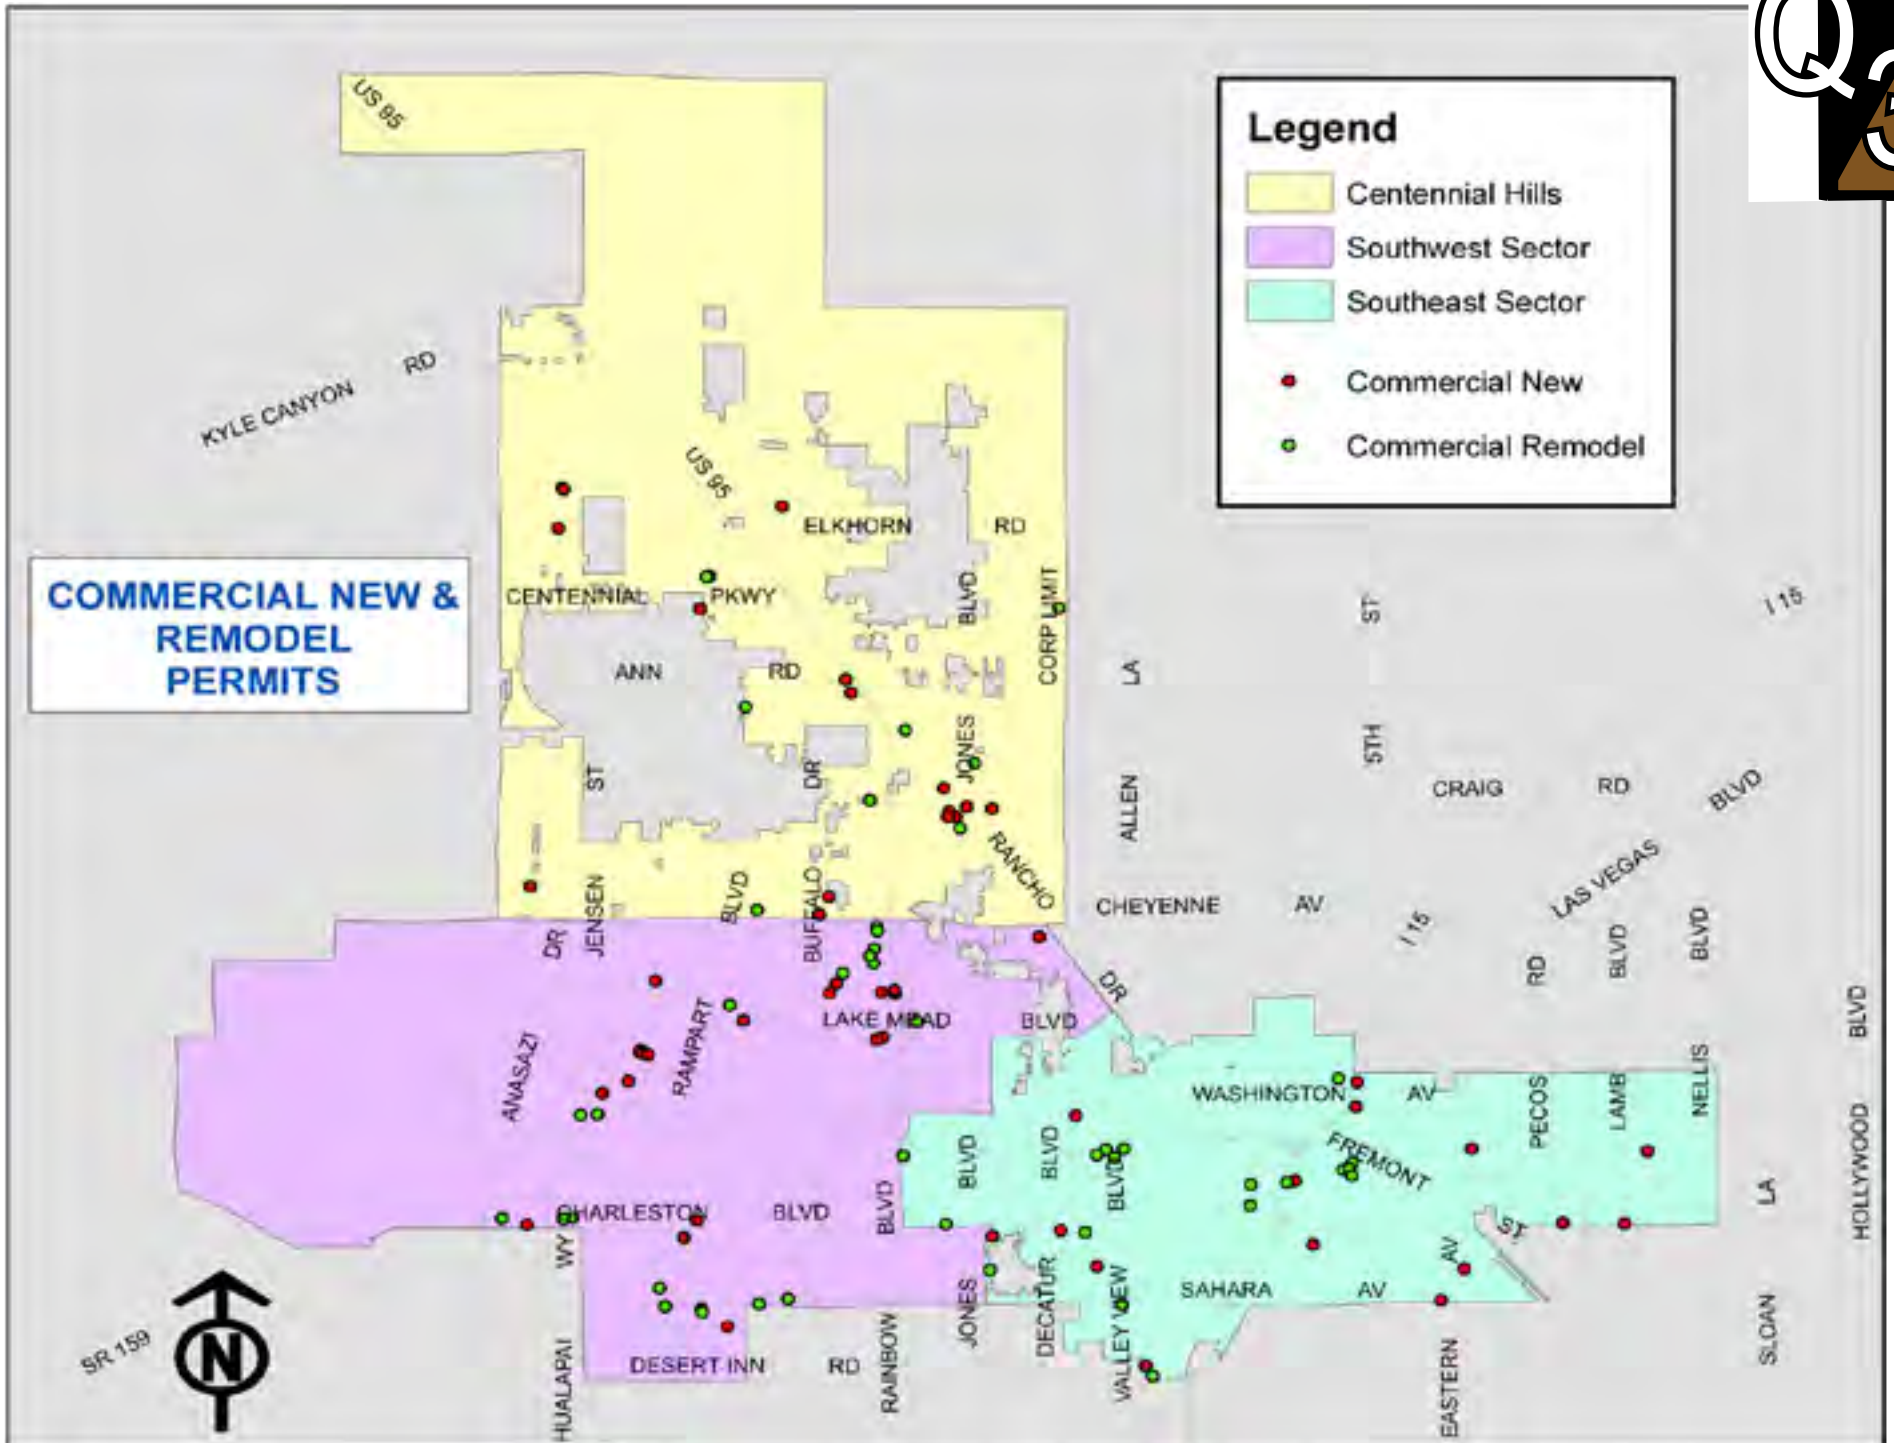 Q3
US 95
Legend
Centennial Hills
Southwest Sector
Southeast Sector
Commercial New
Commercial Remodel
KYLE CANYON RD
US 95
ELKHORN RD
COMMERCIAL NEW &
REMODEL
PERMITS
CENTENNIAL PKWY
BLVD
CORP LIMIT
ST
I 15
ANN RD
LA
JONES
5TH
ST
DR
ALLEN
CRAIG RD
BLVD
RANCHO
LAS VEGAS
JENSEN
BLVD
BUFFALO
CHEYENNE AV
I 15
DR
RD
BLVD
BLVD
DR
RAMPART
LAKE MEAD BLVD
BLVD
ANASAZI
WASHINGTON AV
PECOS
LAMB
NELLIS
HOLLYWOOD
BLVD
BLVD
BLVD
FREMONT
CHARLESTON BLVD
BLVD
LA
ST
WY
AV
JONES
DECATUR
VALLEY VIEW
SAHARA AV
SLOAN
SR 159
N
HUALAPAI
DESERT INN RD
RAINBOW
EASTERN